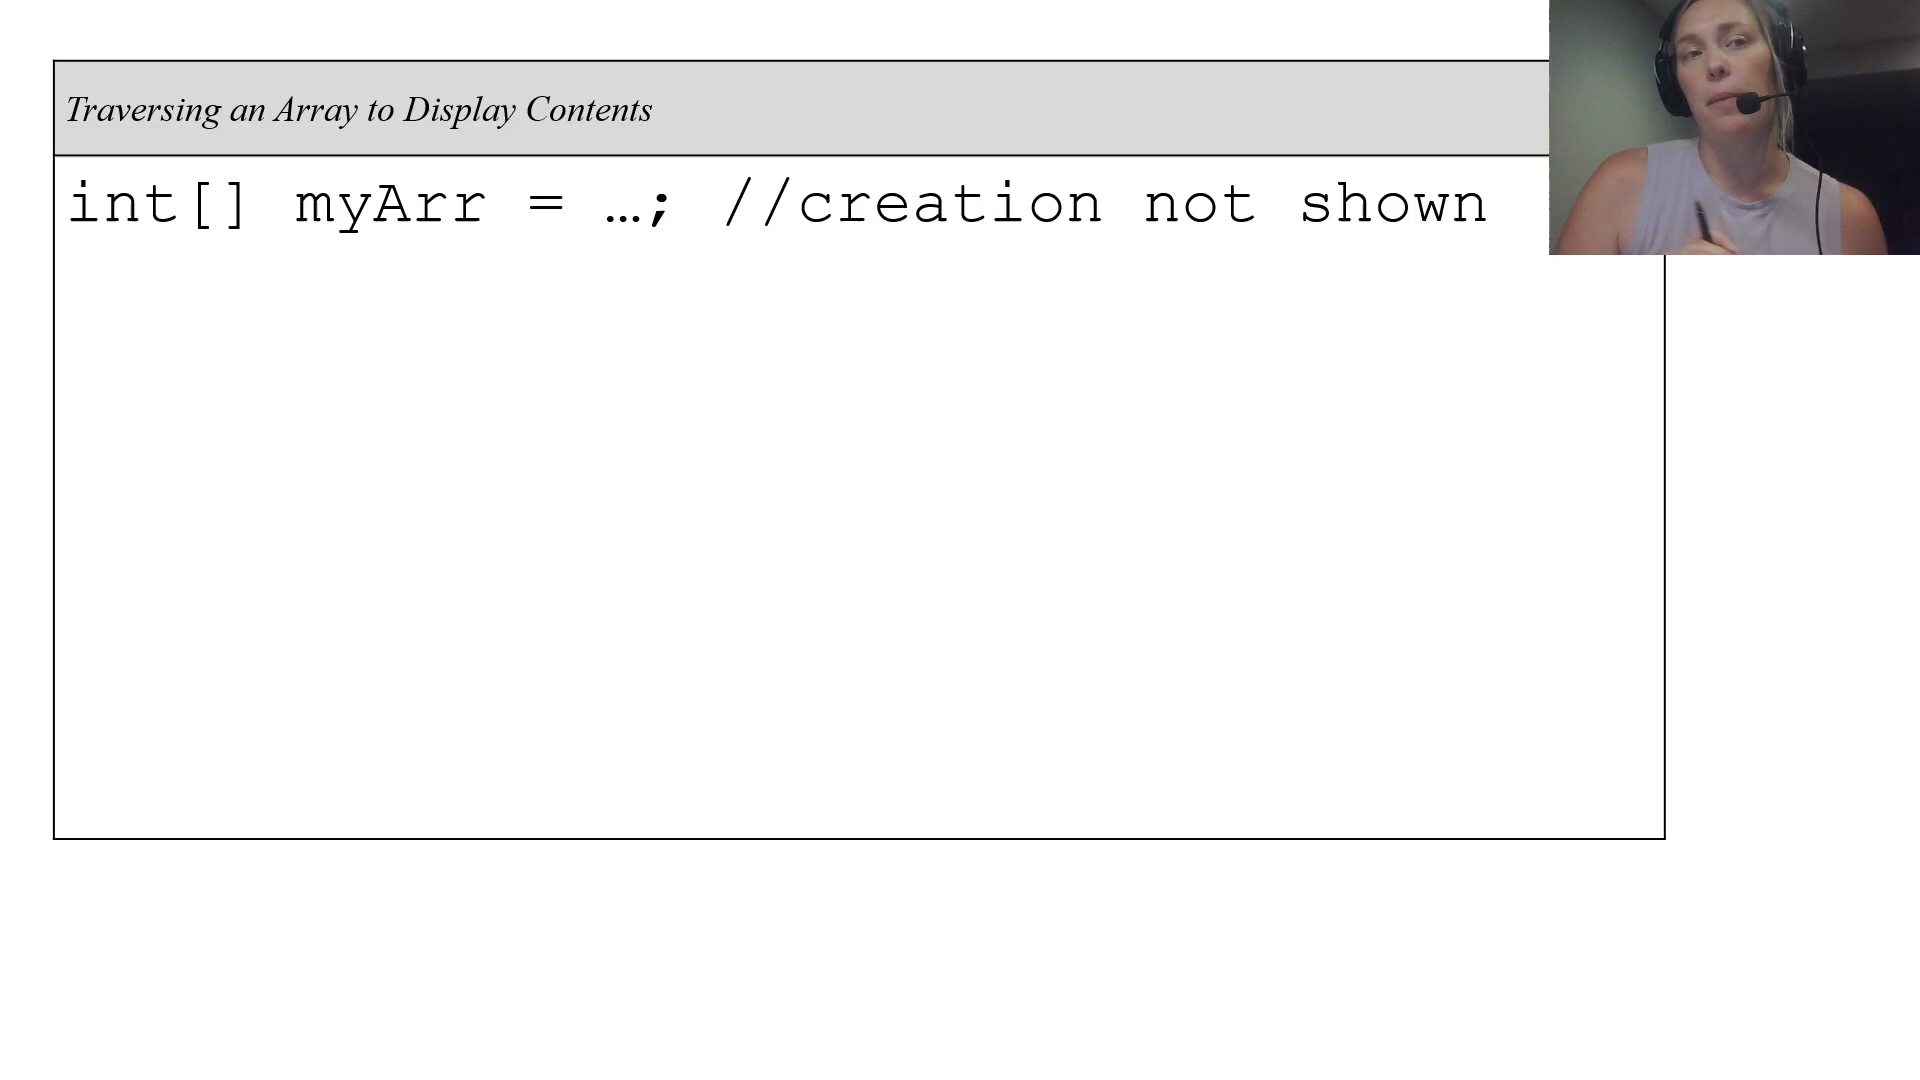 Traversing an Array to Display Contents
int[] myArr = …; //creation not shown